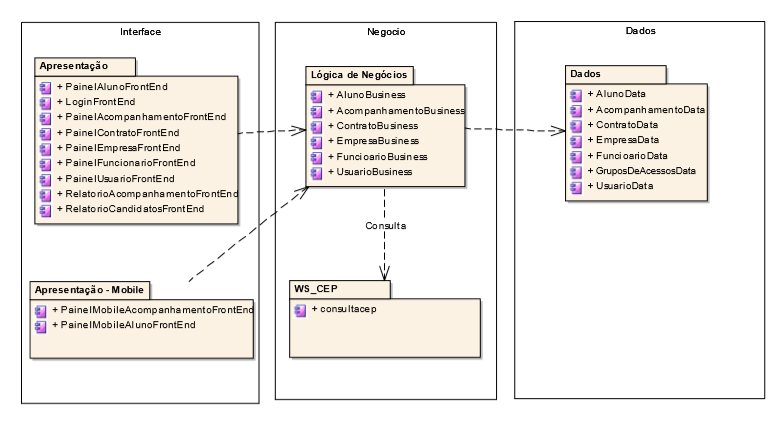 Interface
Apresentação
+ PainelAlunoFrontEnd
+ LoginFrontEnd
+ PainelAcompanhamentoFrontEnd
+ PainelContratoFrontEnd
+ PainelEmpresaFrontEnd
+ PainelFuncionarioFrontEnd
+ PainelUsuarioFrontEnd
+ RelatorioAcompanhamentoFrontEnd
+ RelatorioCandidatosFrontEnd
Apresentação - Mobile
+ PainelMobileAcompanhamentoFrontEnd
+ PainelMobileAlunoFrontEnd
Negocio
Lógica de Negócios
+ AlunoBusiness
+ AcompanhamentoBusiness
+ ContratoBusiness
+ EmpresaBusiness
+ FuncioarioBusiness
+ UsuarioBusiness
Consulta
WS_CEP
+ consultacep
Dados
Dados
+ AlunoData
+ AcompanhamentoData
+ ContratoData
+ EmpresaData
+ FuncioarioData
+ GruposDeAcessosData
+ UsuarioData